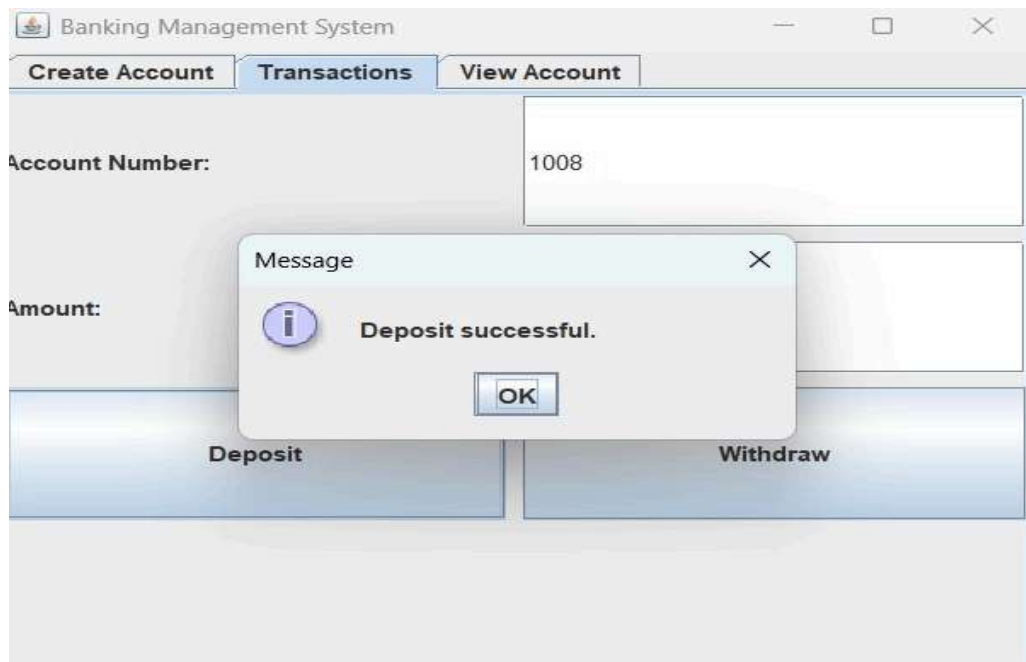 Banking Management System
Create Account Transactions View Account
Account Number: 1008
Message
Amount:
Deposit successful.
OK
Deposit Withdraw